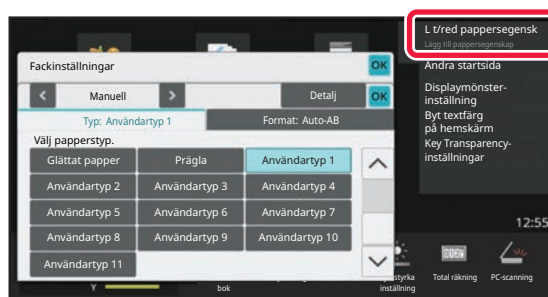 L t/red pappersegensk
Lägg till pappersegenskap
Ändra startsida
Displaymönster-
inställning
Byt textfärg
på hemskärm
Key Transparency-
inställningar
Fackinställningar
OK
Manuell
Detalj
OK
Typ: Användartyp 1
Format: Auto-AB
Välj papperstyp.
Glättat papper
Prägla
Användartyp 1
Användartyp 2
Användartyp 3
Användartyp 4
Användartyp 5
Användartyp 6
Användartyp 7
Användartyp 8
Användartyp 9
Användartyp 10
Användartyp 11
12:55
Y
bok
inställning
Total räkning
PC-scanning